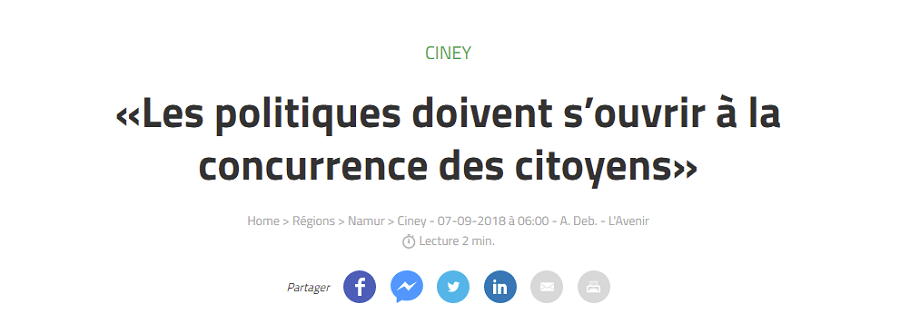 CINEY
«Les politiques doivent s’ouvrir à la
concurrence des citoyens»
Home > Régions > Namur > Ciney - 07-09-2018 à 06:00 - A. Deb. - L'Avenir
Lecture 2 min.
Partager